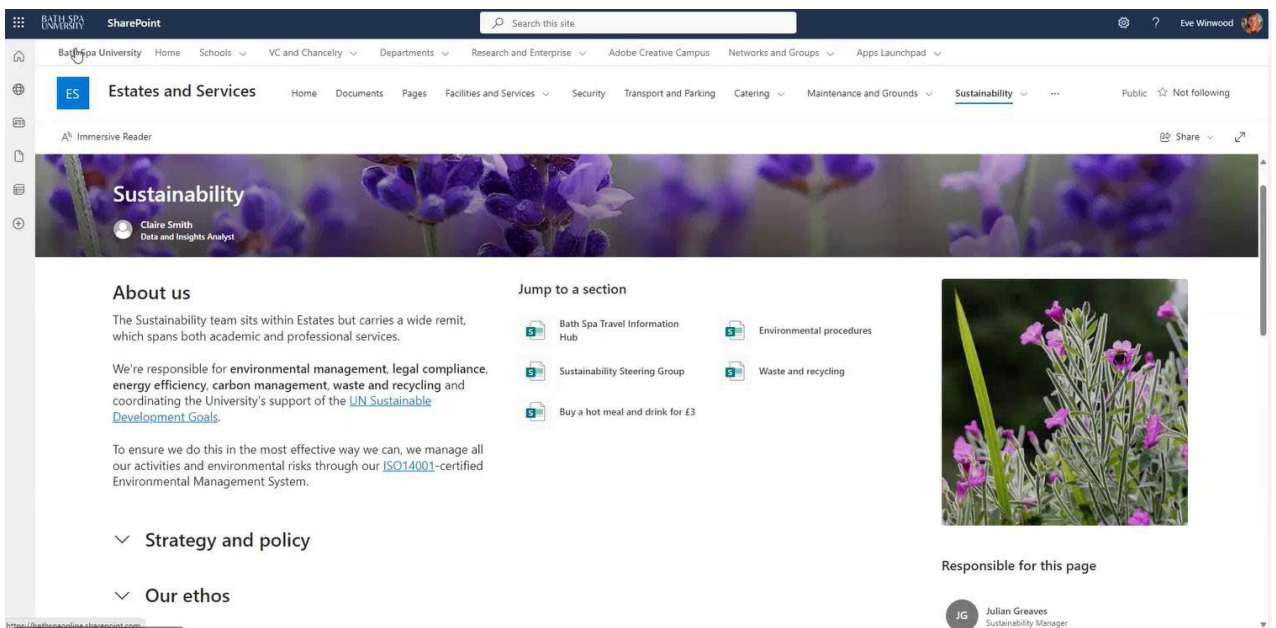 BATH SPA
UNIVERSITY
SharePoint
Search this site
Eve Winwood
Bath Spa University Home Schools VC and Chancelry Departments Research and Enterprise Adobe Creative Campus Networks and Groups Apps Launchpad
ES
Estates and Services
Home Documents Pages Facilities and Services Security Transport and Parking Catering Maintenance and Grounds Sustainability ...
Public Not following
Immersive Reader
Share
Sustainability
Claire Smith
Data and Insights Analyst
About us
The Sustainability team sits within Estates but carries a wide remit,
which spans both academic and professional services.
We're responsible for environmental management, legal compliance,
energy efficiency, carbon management, waste and recycling and
coordinating the University's support of the UN Sustainable
Development Goals.
To ensure we do this in the most effective way we can, we manage all
our activities and environmental risks through our ISO14001-certified
Environmental Management System.
Strategy and policy
Our ethos
Jump to a section
Bath Spa Travel Information
Hub
Environmental procedures
Sustainability Steering Group
Waste and recycling
Buy a hot meal and drink for £3
Responsible for this page
JG
Julian Greaves
Sustainability Manager
https://bathspaonline.sharepoint.com